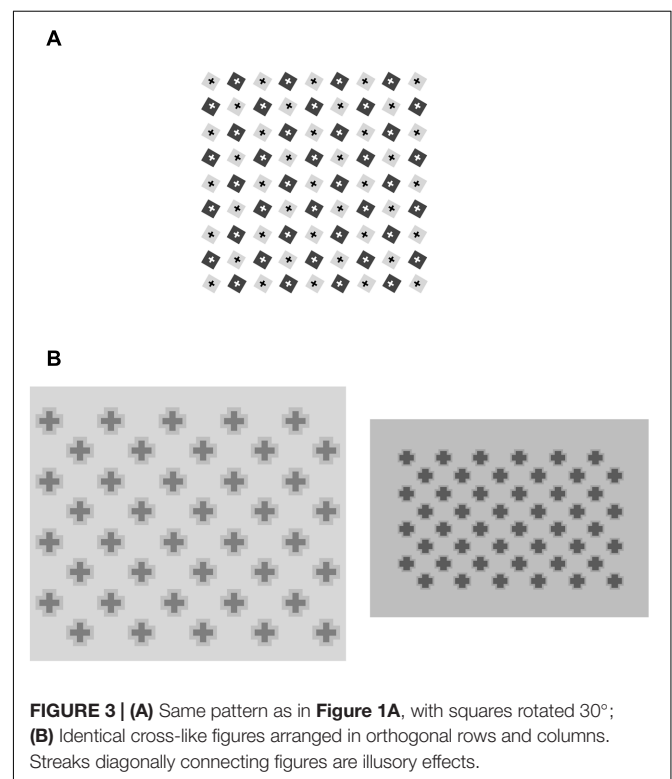 A
B
FIGURE 3 | (A) Same pattern as in Figure 1A, with squares rotated 30°;
(B) Identical cross-like figures arranged in orthogonal rows and columns.
Streaks diagonally connecting figures are illusory effects.